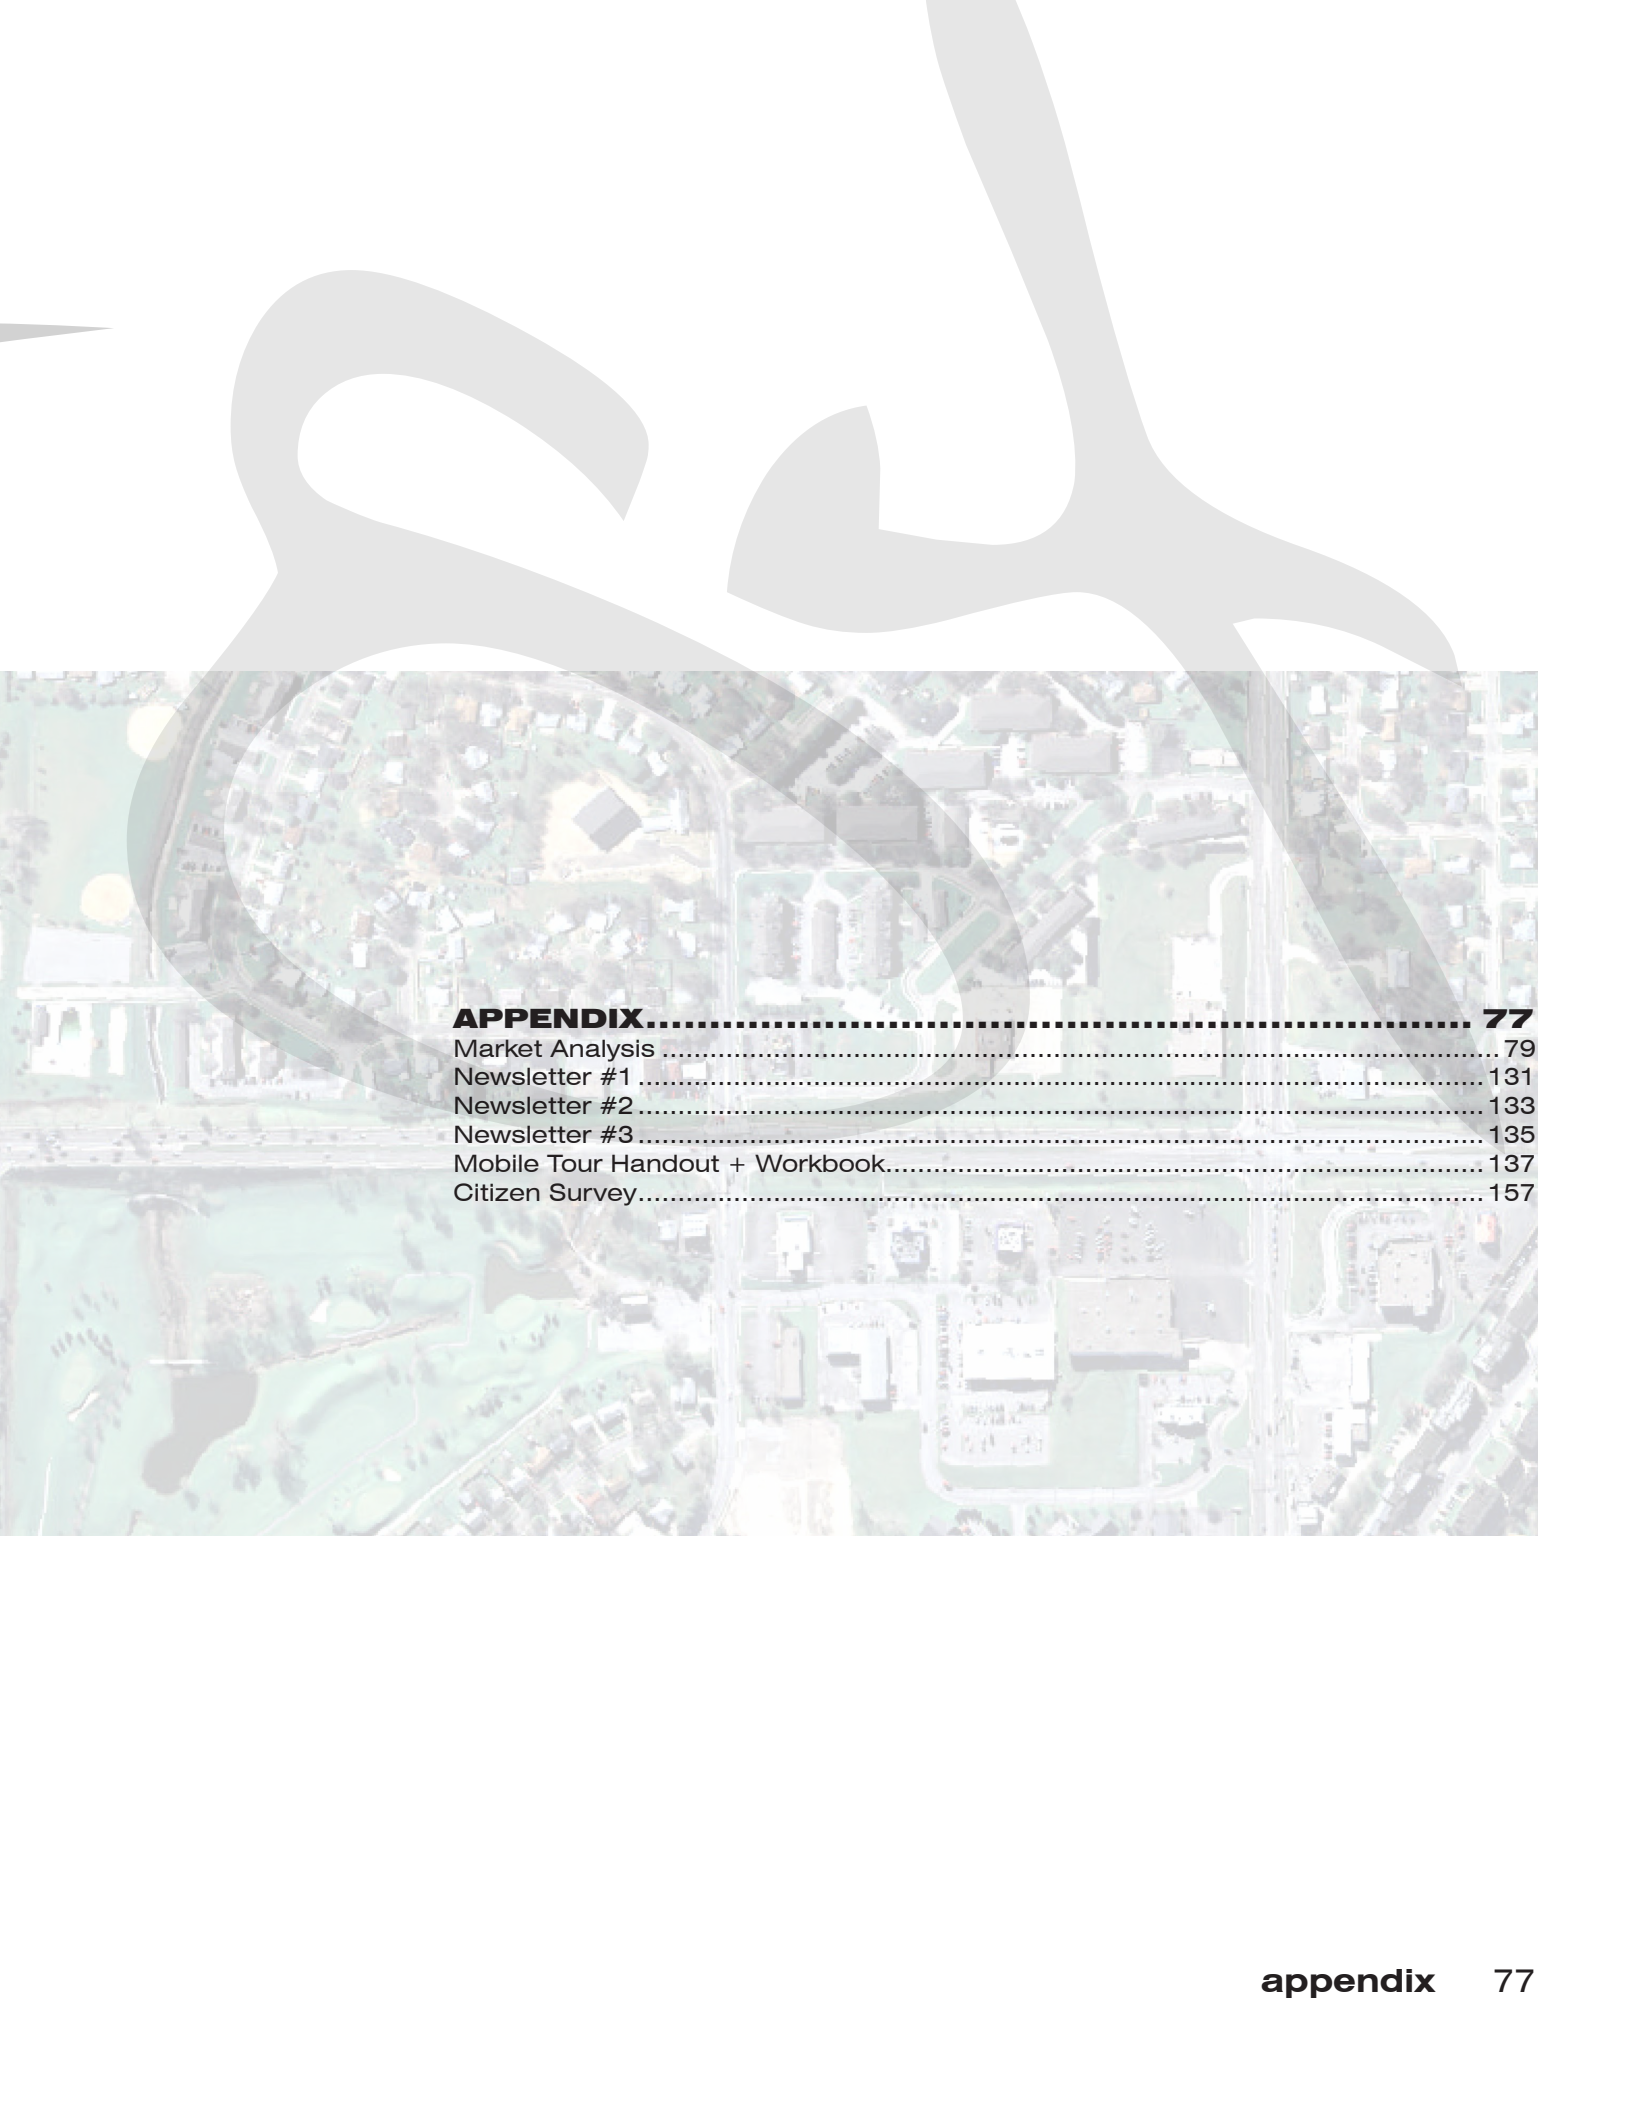 APPENDIX................................................................. 77
Market Analysis ..........................................................................................................79
Newsletter #1 ...........................................................................................................131
Newsletter #2 ...........................................................................................................133
Newsletter #3 ...........................................................................................................135
Mobile Tour Handout + Workbook...........................................................................137
Citizen Survey...........................................................................................................157
appendix 77